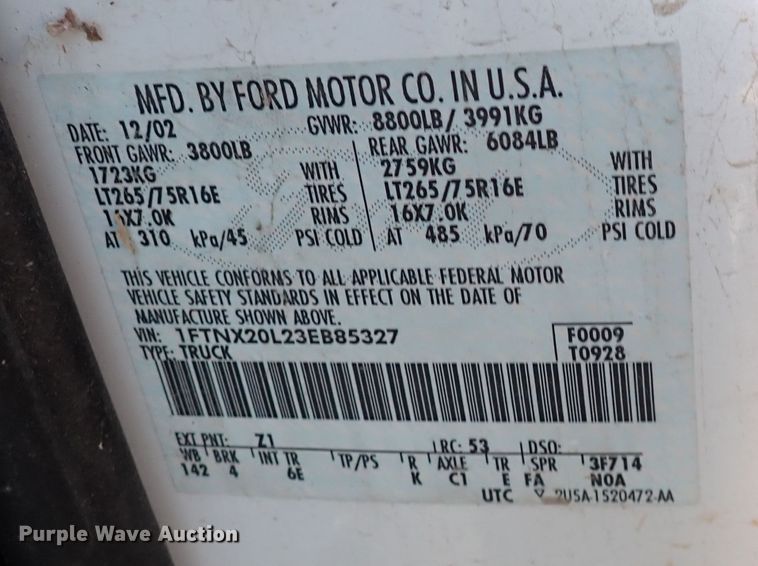 MFD. BY FORD MOTOR CO. IN U.S.A.
DATE: 12/02 GVWR: 8800LB/ 3991KG
FRONT GAWR: 3800LB REAR GAWR: 6084LB
1723KG WITH 2759KG WITH
LT265/75R16E TIRES LT265/75R16E TIRES
16X7.0K RIMS 16X7.0K RIMS
AT 310 kPa/45 PSI COLD AT 485 kPa/70 PSI COLD
THIS VEHICLE CONFORMS TO ALL APPLICABLE FEDERAL MOTOR
VEHICLE SAFETY STANDARDS IN EFFECT ON THE DATE OF
MANUFACTURE SHOWN ABOVE.
VIN: 1FTNX20L23EB85327 F0009
TYPE: TRUCK T0928
EXT PNT: Z1 RC: 53 DSO:
WB BRK INT TR TP/PS R AXLE TR SPR 3F714
142 4 6E K C1 E FA NOA
UTC 2U5A-1520472-AA
Purple Wave Auction